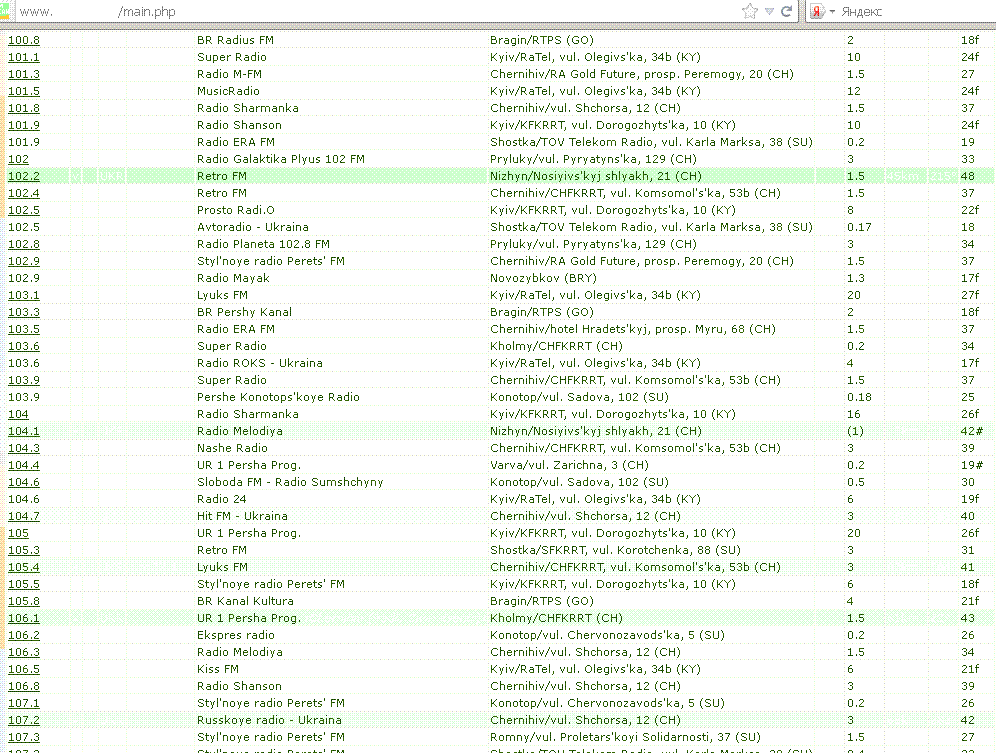 www. /main.php Яндекс
100.8 BR Radius FM Bragin/RTPS (GO) 2 18f
101.1 Super Radio Kyiv/RaTel, vul. Olegivs'ka, 34b (KY) 10 24f
101.3 Radio M-FM Chernihiv/RA Gold Future, prosp. Peremogy, 20 (CH) 1.5 27
101.5 MusicRadio Kyiv/RaTel, vul. Olegivs'ka, 34b (KY) 12 24f
101.8 Radio Sharmanka Chernihiv/vul. Shchorsa, 12 (CH) 1.5 37
101.9 Radio Shanson Kyiv/KFKRRT, vul. Dorogozhyts'ka, 10 (KY) 10 24f
101.9 Radio ERA FM Shostka/TOV Telekom Radio, vul. Karla Marksa, 38 (SU) 0.2 19
102 Radio Galaktika Plyus 102 FM Pryluky/vul. Pyryatyns'ka, 129 (CH) 3 33
102.2 UKR Retro FM Nizhyn/Nosiyivs'kyj shlyakh, 21 (CH) 1.5 48
102.4 Retro FM Chernihiv/CHFKRRT, vul. Komsomol's'ka, 53b (CH) 1.5 37
102.5 Prosto Radi.O Kyiv/KFKRRT, vul. Dorogozhyts'ka, 10 (KY) 8 22f
102.5 Avtoradio - Ukraina Shostka/TOV Telekom Radio, vul. Karla Marksa, 38 (SU) 0.17 18
102.8 Radio Planeta 102.8 FM Pryluky/vul. Pyryatyns'ka, 129 (CH) 3 34
102.9 Styl'noye radio Perets' FM Chernihiv/RA Gold Future, prosp. Peremogy, 20 (CH) 1.5 37
102.9 Radio Mayak Novozybkov (BRY) 1.3 17f
103.1 Lyuks FM Kyiv/RaTel, vul. Olegivs'ka, 34b (KY) 20 27f
103.3 BR Pershy Kanal Bragin/RTPS (GO) 2 18f
103.5 Radio ERA FM Chernihiv/hotel Hradets'kyj, prosp. Myru, 68 (CH) 1.5 37
103.6 Super Radio Kholmy/CHFKRRT (CH) 0.2 34
103.6 Radio ROKS - Ukraina Kyiv/RaTel, vul. Olegivs'ka, 34b (KY) 4 17f
103.9 Super Radio Chernihiv/CHFKRRT, vul. Komsomol's'ka, 53b (CH) 1.5 37
103.9 Pershe Konotops'koye Radio Konotop/vul. Sadova, 102 (SU) 0.18 25
104 Radio Sharmanka Kyiv/KFKRRT, vul. Dorogozhyts'ka, 10 (KY) 16 26f
104.1 Radio Melodiya Nizhyn/Nosiyivs'kyj shlyakh, 21 (CH) (1) 42#
104.3 Nashe Radio Chernihiv/CHFKRRT, vul. Komsomol's'ka, 53b (CH) 3 39
104.4 UR 1 Persha Prog. Varva/vul. Zarichna, 3 (CH) 0.2 19#
104.6 Sloboda FM - Radio Sumshchyny Konotop/vul. Sadova, 102 (SU) 0.5 30
104.6 Radio 24 Kyiv/RaTel, vul. Olegivs'ka, 34b (KY) 6 19f
104.7 Hit FM - Ukraina Chernihiv/vul. Shchorsa, 12 (CH) 3 40
105 UR 1 Persha Prog. Kyiv/KFKRRT, vul. Dorogozhyts'ka, 10 (KY) 20 26f
105.3 Retro FM Shostka/SFKRRT, vul. Korotchenka, 88 (SU) 3 31
105.4 Lyuks FM Chernihiv/CHFKRRT, vul. Komsomol's'ka, 53b (CH) 3 41
105.5 Styl'noye radio Perets' FM Kyiv/KFKRRT, vul. Dorogozhyts'ka, 10 (KY) 6 18f
105.8 BR Kanal Kultura Bragin/RTPS (GO) 4 21f
106.1 UR 1 Persha Prog. Kholmy/CHFKRRT (CH) 1.5 43
106.2 Ekspres radio Konotop/vul. Chervonozavods'ka, 5 (SU) 0.2 26
106.3 Radio Melodiya Chernihiv/vul. Shchorsa, 12 (CH) 1.5 34
106.5 Kiss FM Kyiv/RaTel, vul. Olegivs'ka, 34b (KY) 6 21f
106.8 Radio Shanson Chernihiv/vul. Shchorsa, 12 (CH) 3 39
107.1 Styl'noye radio Perets' FM Konotop/vul. Chervonozavods'ka, 5 (SU) 0.2 26
107.2 Russkoye radio - Ukraina Chernihiv/vul. Shchorsa, 12 (CH) 3 42
107.3 Styl'noye radio Perets' FM Romny/vul. Proletars'koyi Solidarnosti, 37 (SU) 1.5 27